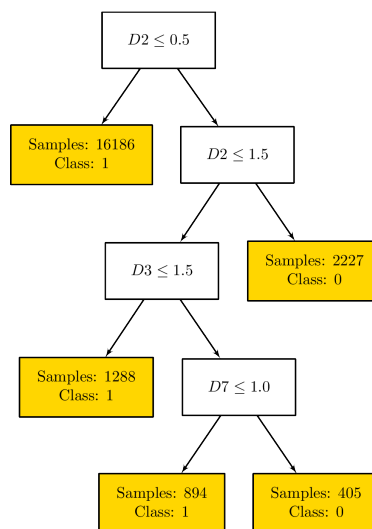 D2 ≤ 0.5
Samples: 16186
Class: 1
D2 ≤ 1.5
D3 ≤ 1.5
Samples: 2227
Class: 0
Samples: 1288
Class: 1
D7 ≤ 1.0
Samples: 894
Class: 1
Samples: 405
Class: 0